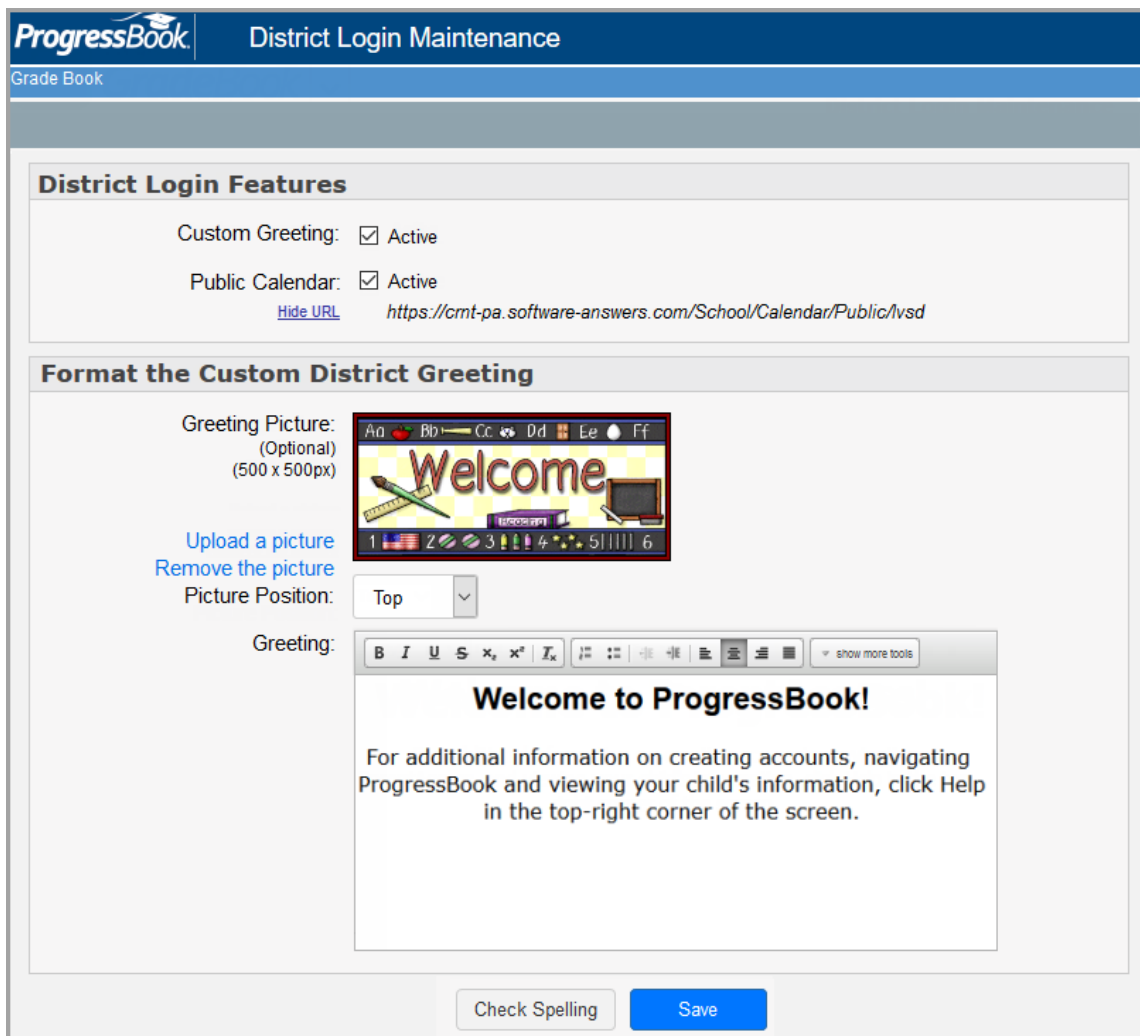 ProgressBook. District Login Maintenance
Grade Book
District Login Features
Custom Greeting: Active
Public Calendar: Active
Hide URL https://cmt-pa.software-answers.com/School/Calendar/Public/lvsd
Format the Custom District Greeting
Greeting Picture:
(Optional)
(500 x 500px)
Aa Bb Cc Dd Ee Ff
Welcome
READING
1 2 3 4 5 6
Upload a picture
Remove the picture
Picture Position: Top
Greeting:
B I U S x₂ x² Iₓ show more tools
Welcome to ProgressBook!
For additional information on creating accounts, navigating
ProgressBook and viewing your child's information, click Help
in the top-right corner of the screen.
Check Spelling Save